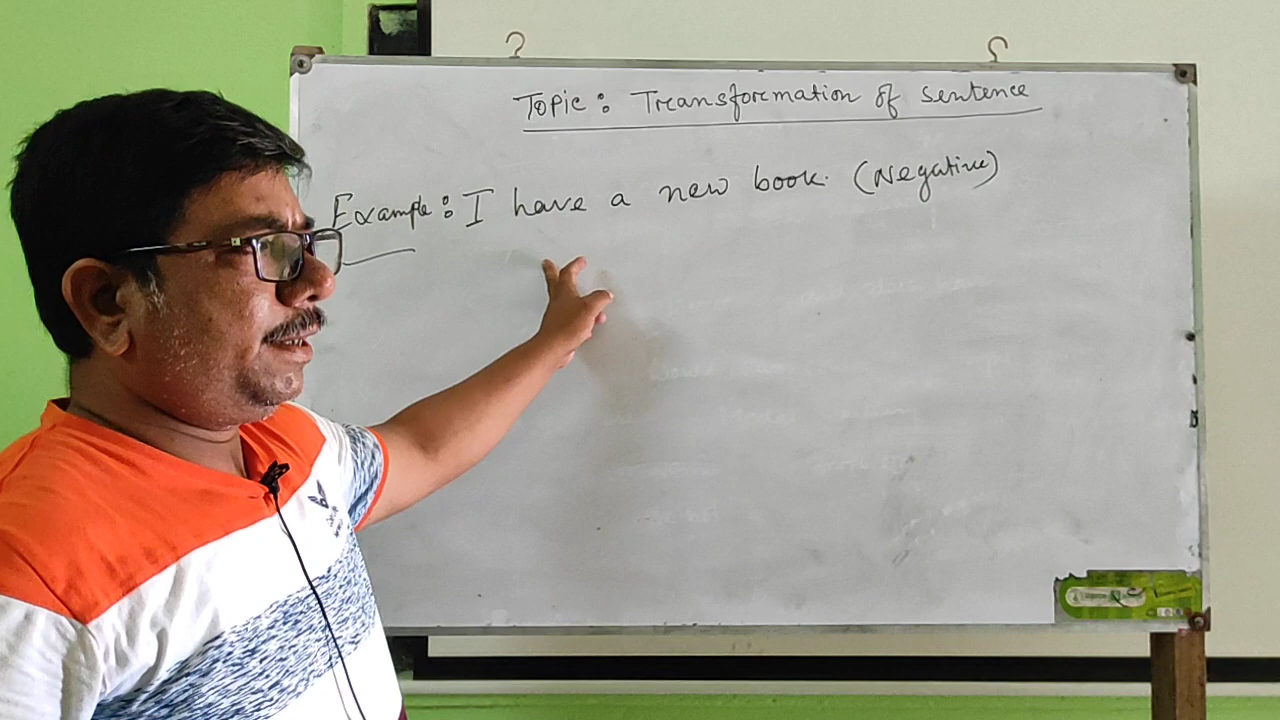 Topic: Transformation of sentence
Example: I have a new book. (Negative)